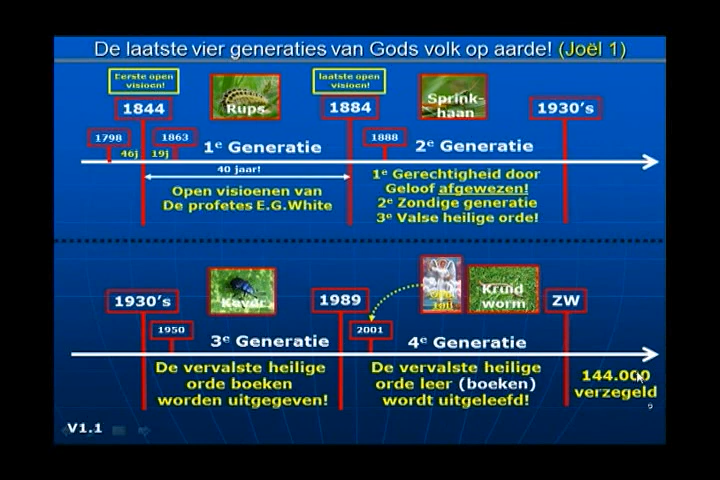 De laatste vier generaties van Gods volk op aarde! (Joël 1)
Eerste open
visioen!
laatste open
visioen!
Rups
Sprink-
haan
1844
1884
1930's
1798
1863
1888
46j
19j
1e Generatie
2e Generatie
40 jaar!
Open visioenen van
De profetes E.G.White
1e Gerechtigheid door
Geloof afgewezen!
2e Zondige generatie
3e Valse heilige orde!
Kever
Kruid
worm
1930's
1989
ZW
1950
2001
3e Generatie
4e Generatie
De vervalste heilige
orde boeken
worden uitgegeven!
De vervalste heilige
orde leer (boeken)
wordt uitgeleefd!
144.000
verzegeld
V1.1